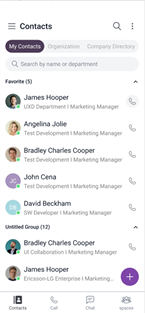 Contacts
My Contacts Organization Company Directory
Search by name or department
Favorite (5)
James Hooper
UXD Department I Marketing Manager
Angelina Jolie
Test Development I Marketing Manager
Bradley Charles Cooper
Test Development I Marketing Manager
JC
John Cena
Test Development I Marketing Manager
DB
David Beckham
SW Developer I Marketing Manager
Untitled Group (12)
Bradley Charles Cooper
UI Collaboration I Marketing Manager
James Hooper
Ericsson-LG Enterprise I Marketing...
Contacts Call Chat spaces